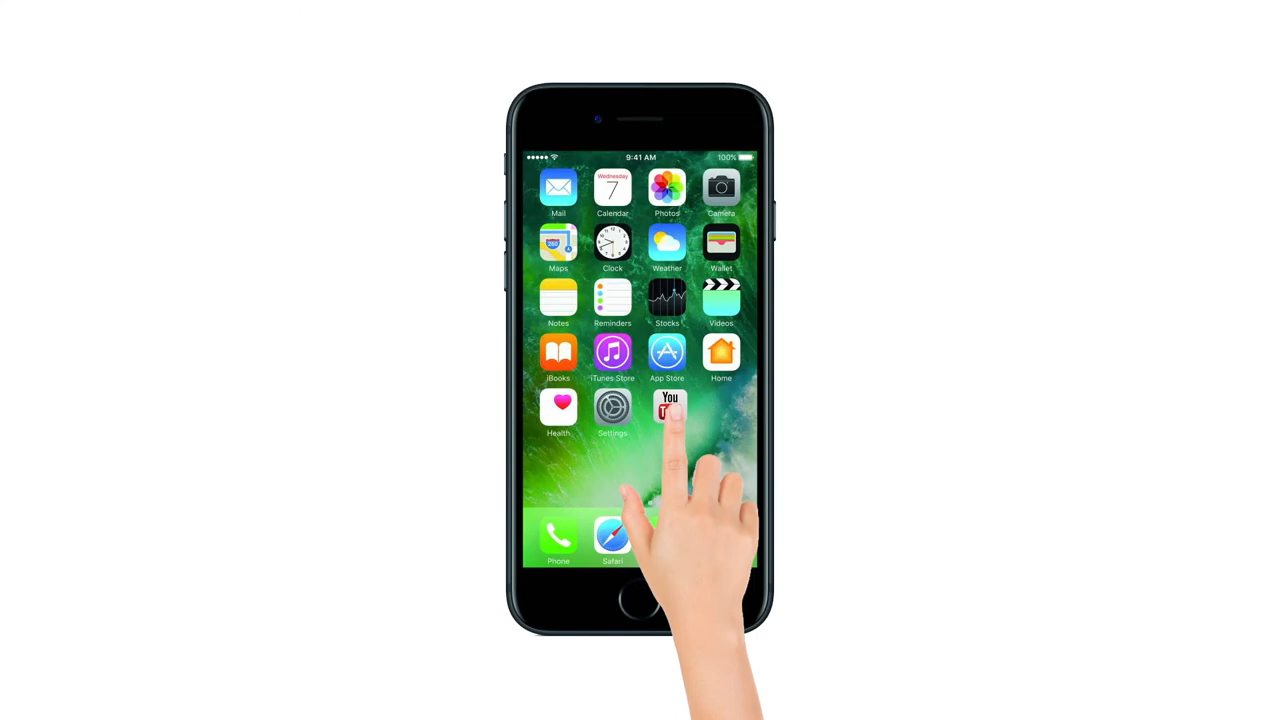 9:41 AM 100%
Wednesday
7
Mail Calendar Photos Camera
280
Maps Clock Weather Wallet
Notes Reminders Stocks Videos
iBooks iTunes Store App Store Home
You
Health Settings
Phone Safari